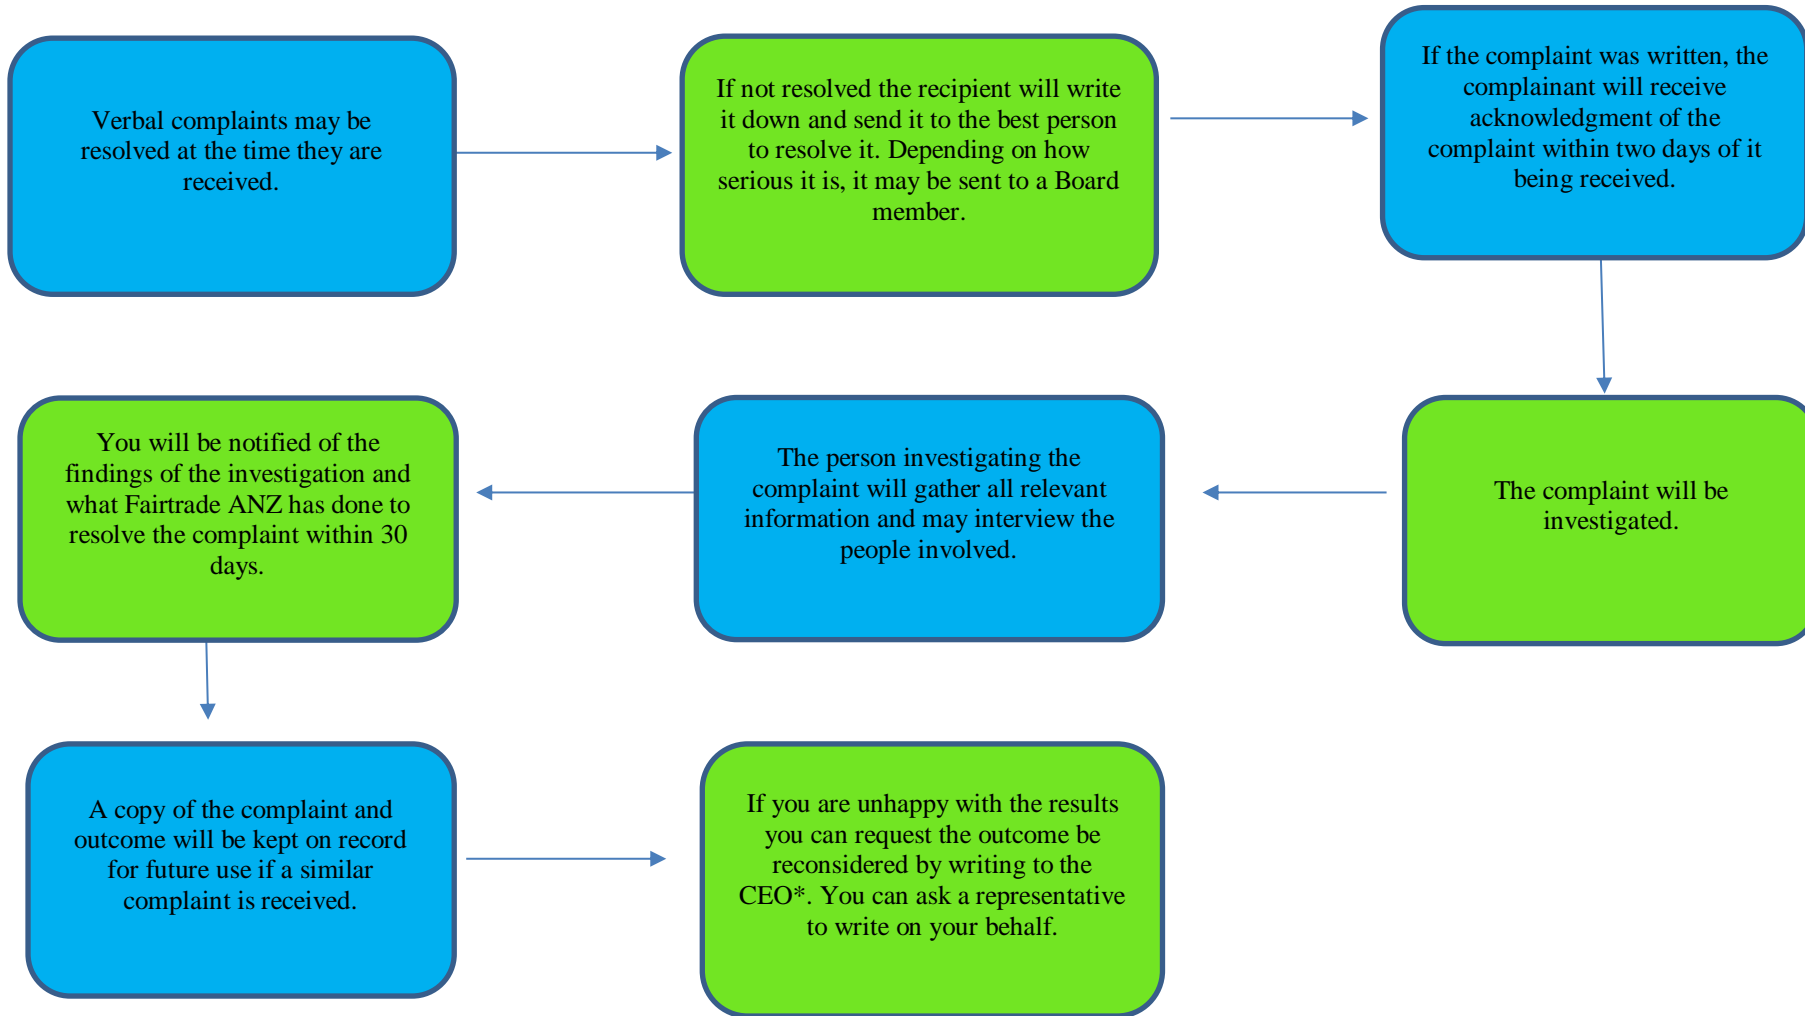 Verbal complaints may be
resolved at the time they are
received.
If not resolved the recipient will write
it down and send it to the best person
to resolve it. Depending on how
serious it is, it may be sent to a Board
member.
If the complaint was written, the
complainant will receive
acknowledgment of the
complaint within two days of it
being received.
The complaint will be
investigated.
The person investigating the
complaint will gather all relevant
information and may interview the
people involved.
You will be notified of the
findings of the investigation and
what Fairtrade ANZ has done to
resolve the complaint within 30
days.
A copy of the complaint and
outcome will be kept on record
for future use if a similar
complaint is received.
If you are unhappy with the results
you can request the outcome be
reconsidered by writing to the
CEO*. You can ask a representative
to write on your behalf.